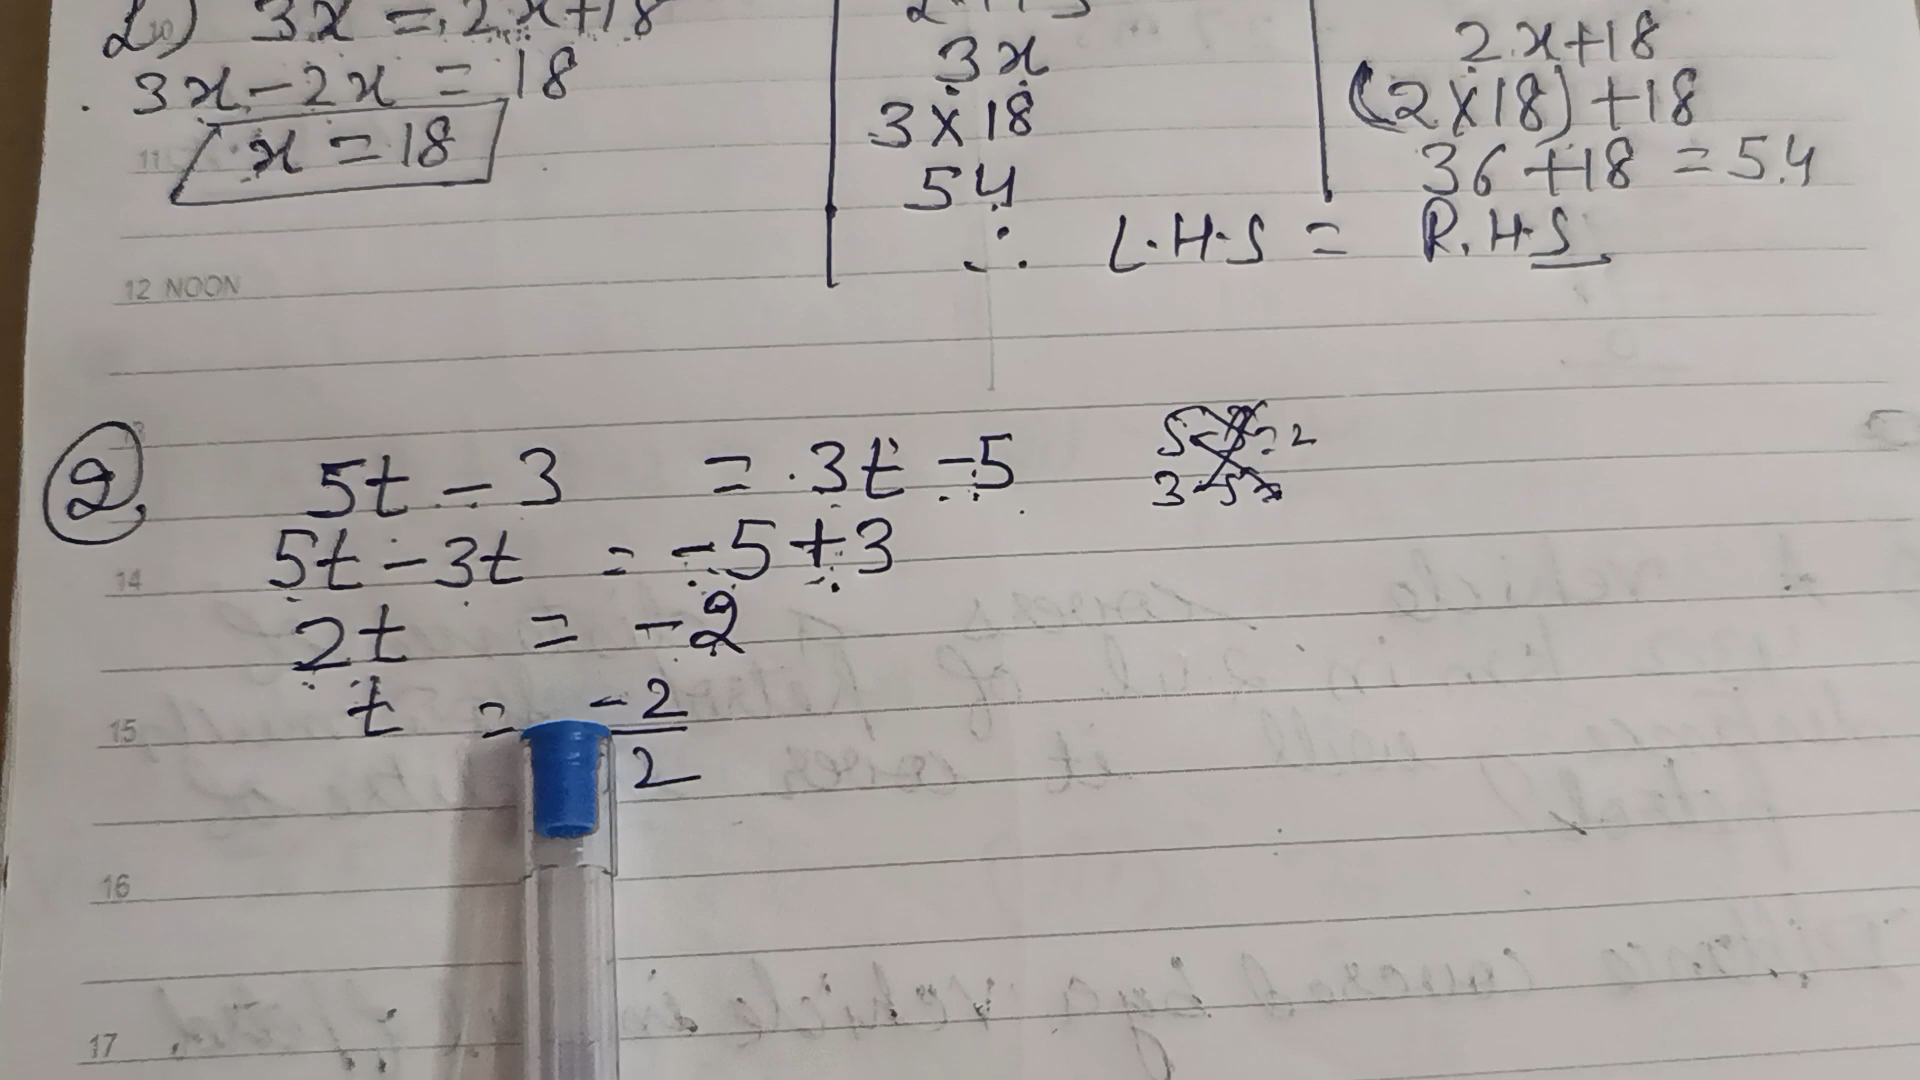 1) 3x = 2x+18
3x - 2x = 18
x = 18
3x
3×18
54
2x+18
(2×18)+18
36+18 = 54
∴ L.H.S = R.H.S
11
12 NOON
2. 5t - 3 = 3t - 5
5t - 3t = -5+3
2t = -2
t = -2/2
14
15
16
17